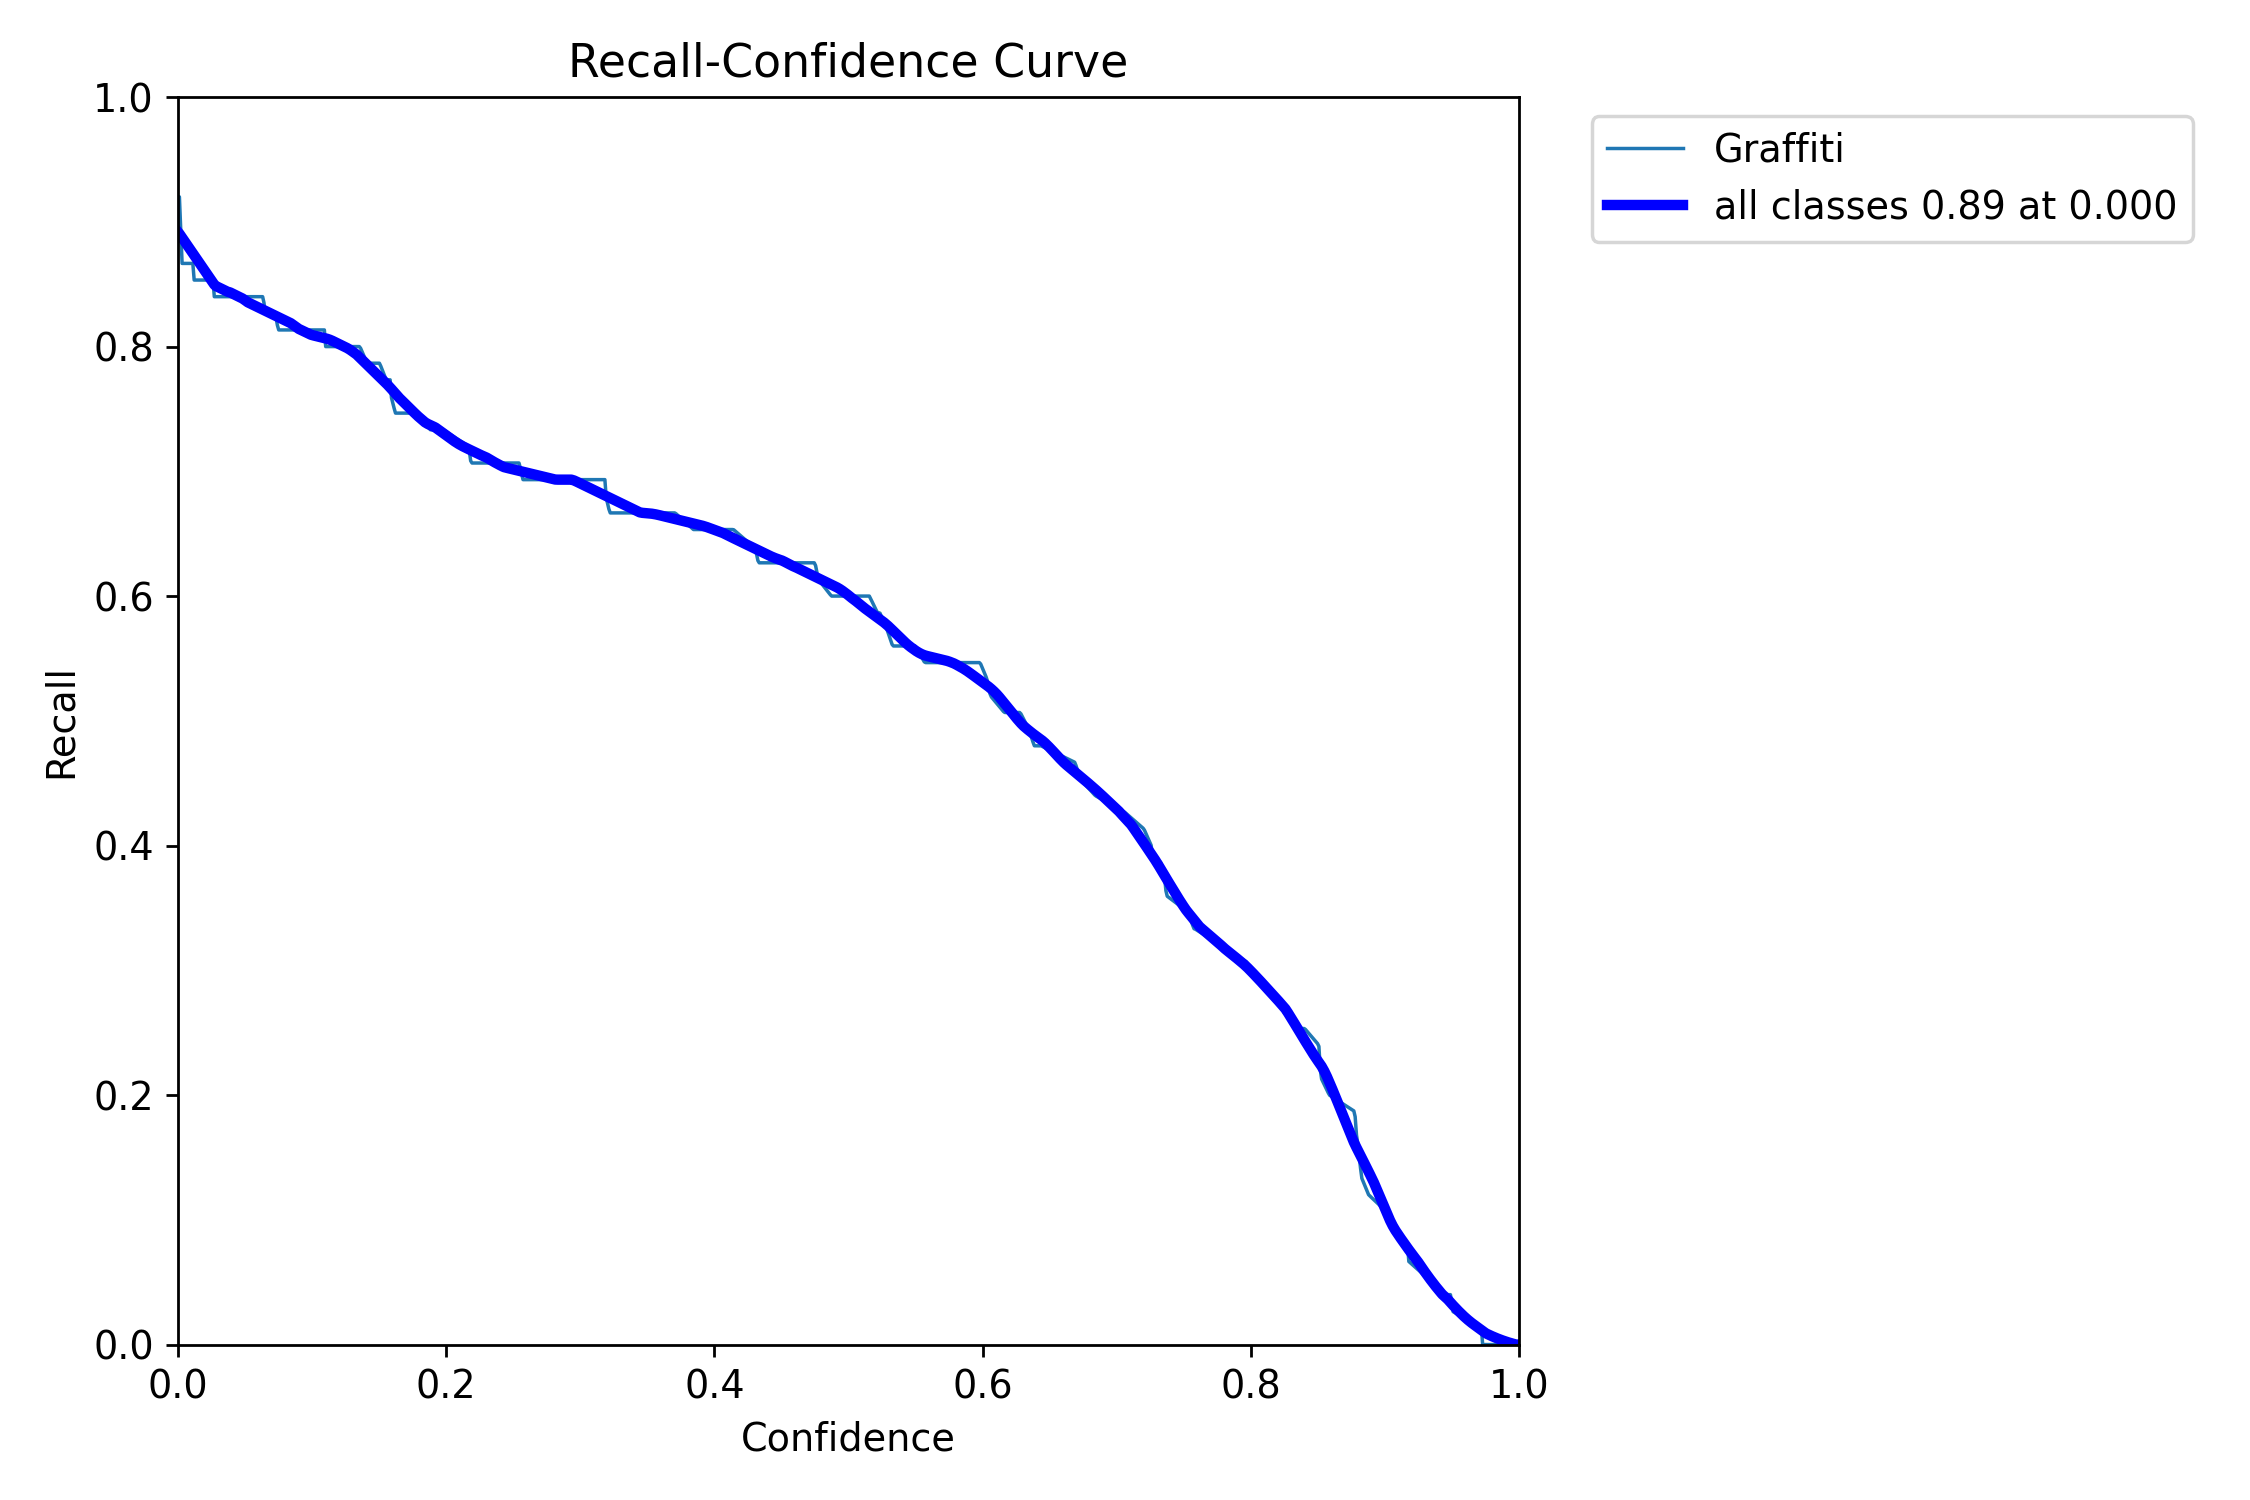 Recall-Confidence Curve
Graffiti
all classes 0.89 at 0.000
Recall
1.0
0.8
0.6
0.4
0.2
0.0
0.0 0.2 0.4 0.6 0.8 1.0
Confidence